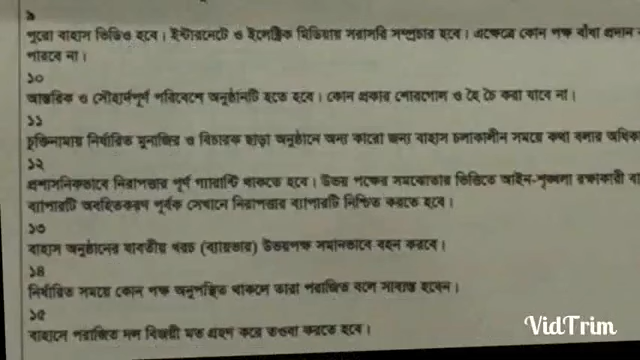 ৯
পুরো বাহাস ভিডিও হবে। ইন্টারনেটে ও ইলেক্ট্রিক মিডিয়ায় সরাসরি সম্প্রচার হবে। এক্ষেত্রে কোন পক্ষ বাঁধা প্রদান
পারবে না।
১০
আন্তরিক ও সৌহার্দপূর্ণ পরিবেশে অনুষ্ঠানটি হতে হবে। কোন প্রকার শোরগোল ও হৈ চৈ করা যাবে না।
১১
চুক্তিনামায় নির্ধারিত মুনাজির ও বিচারক ছাড়া অনুষ্ঠানে অন্য কারো জন্য বাহাস চলাকালীন সময়ে কথা বলার
১২
প্রশাসনিকভাবে নিরাপত্তার পূর্ণ গ্যারান্টি থাকতে হবে। উভয় পক্ষের সমঝোতার ভিত্তিতে আইন-শৃঙ্খলা রক্ষাকারী
ব্যাপারটি অবহিতকরণ পূর্বক সেখানে নিরাপত্তার ব্যাপারটি নিশ্চিত করতে হবে।
১৩
বাহাস অনুষ্ঠানের যাবতীয় খরচ (ব্যায়ভার) উভয়পক্ষ সমানভাবে বহন করবে।
১৪
নির্ধারিত সময়ে কোন পক্ষ অনুপস্থিত থাকলে তারা পরাজিত বলে সাব্যস্ত হবেন।
১৫
বাহাসে পরাজিত দল বিজয়ী মত গ্রহণ করে তওবা করতে হবে।
VidTrim